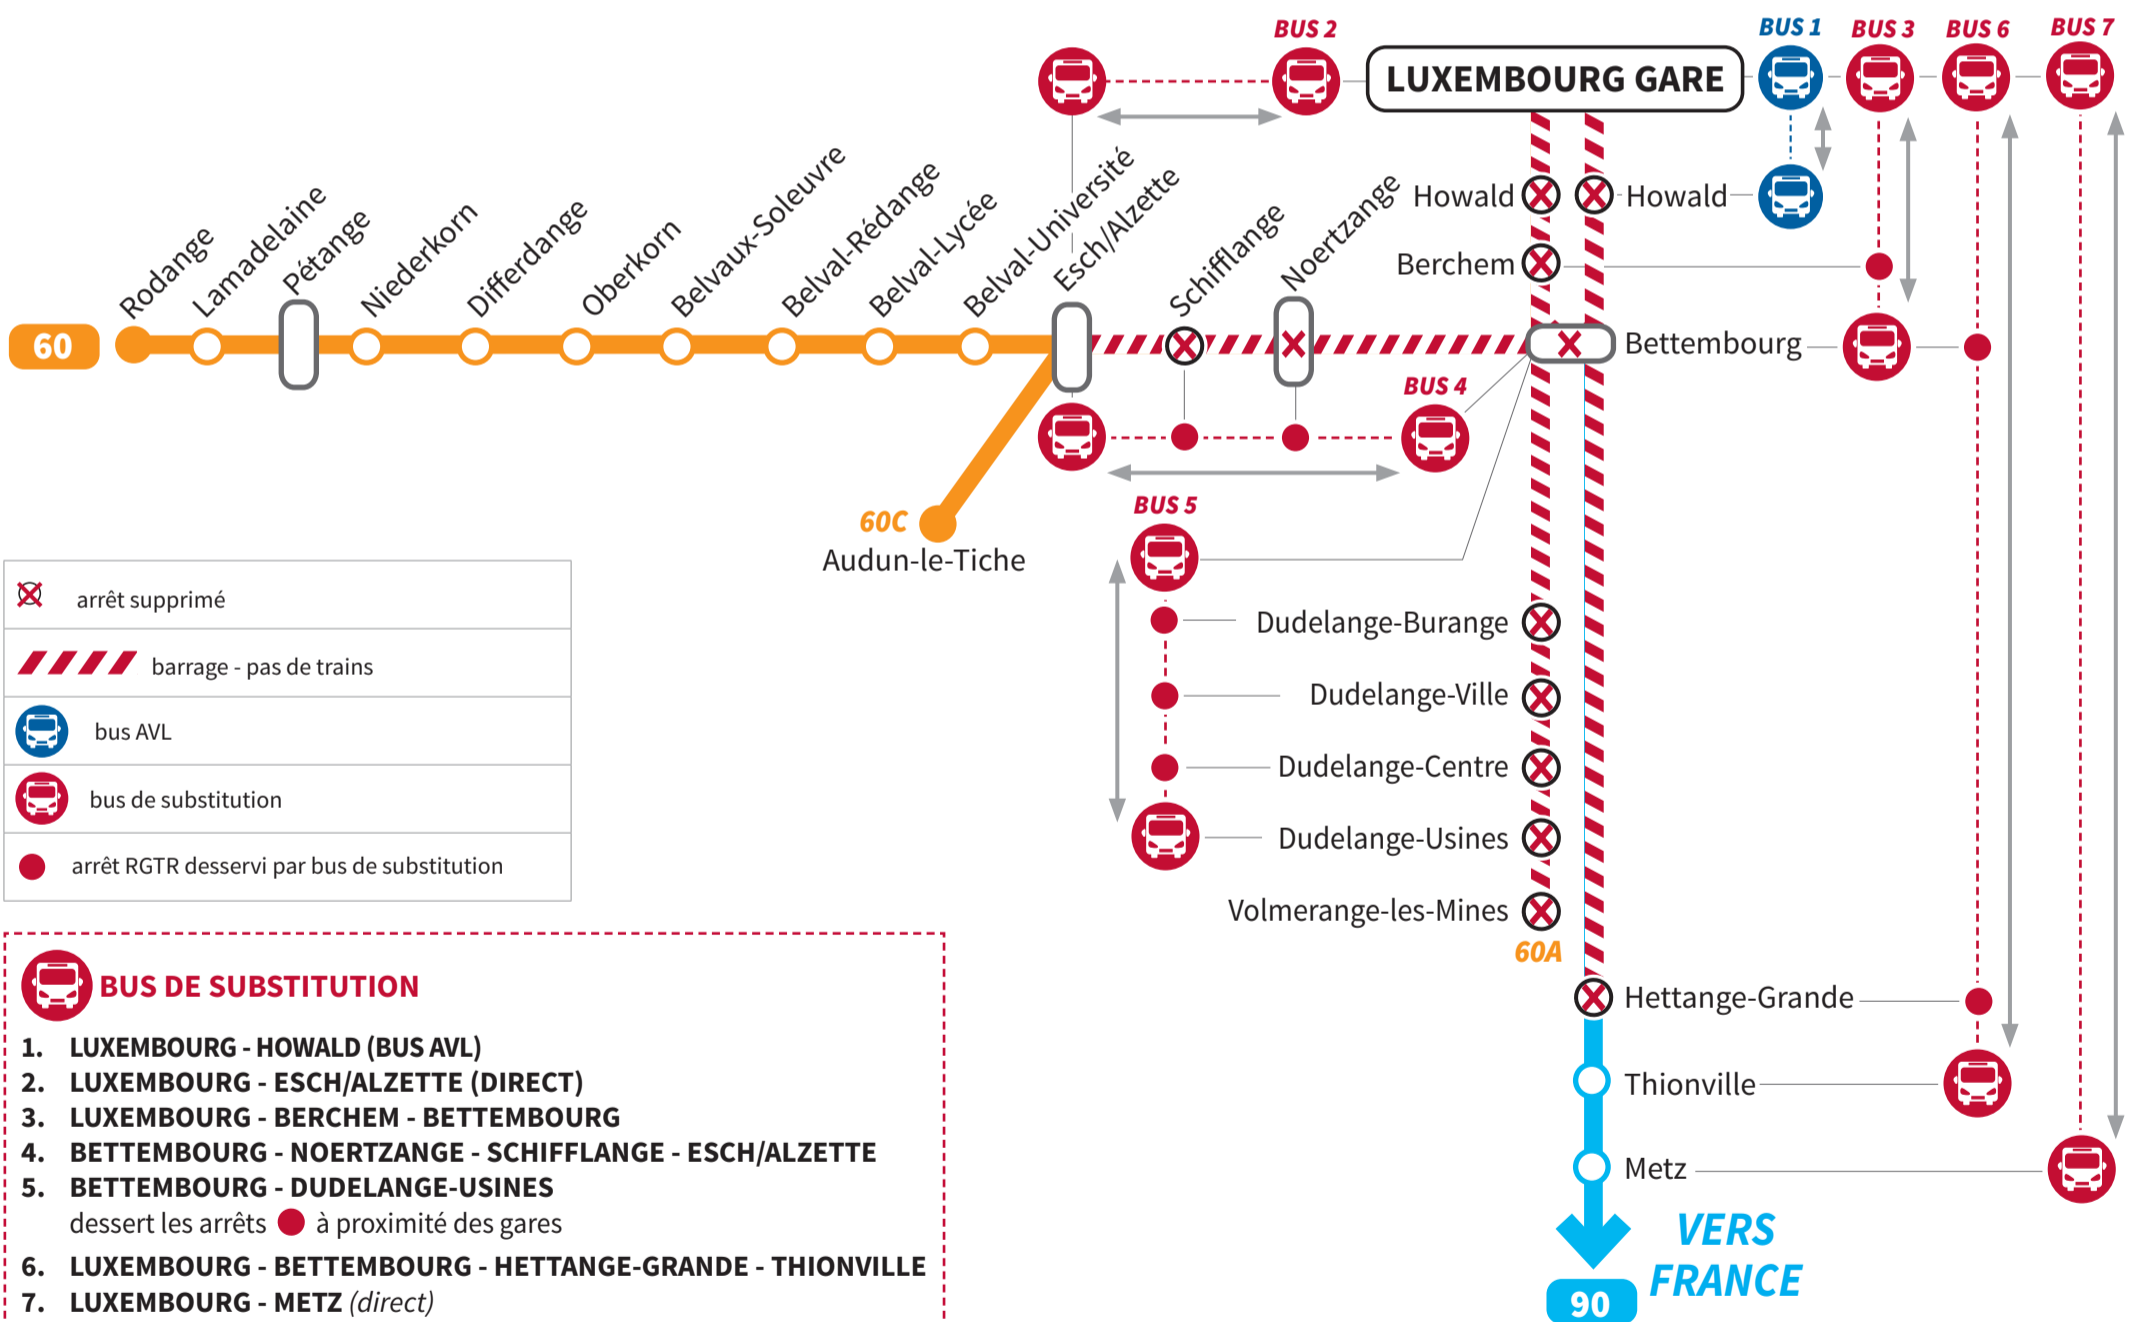 BUS 2
LUXEMBOURG GARE
BUS 1
BUS 3
BUS 6
BUS 7
60
Rodange
Lamadelaine
Pétange
Niederkorn
Differdange
Oberkorn
Belvaux-Soleuvre
Belval-Rédange
Belval-Lycée
Belval-Université
Esch/Alzette
Schifflange
Noertzange
Howald
Howald
Berchem
Bettembourg
BUS 4
60C
Audun-le-Tiche
BUS 5
Dudelange-Burange
Dudelange-Ville
Dudelange-Centre
Dudelange-Usines
Volmerange-les-Mines
60A
Hettange-Grande
Thionville
Metz
VERS
FRANCE
90
arrêt supprimé
barrage - pas de trains
bus AVL
bus de substitution
arrêt RGTR desservi par bus de substitution
BUS DE SUBSTITUTION
1. LUXEMBOURG - HOWALD (BUS AVL)
2. LUXEMBOURG - ESCH/ALZETTE (DIRECT)
3. LUXEMBOURG - BERCHEM - BETTEMBOURG
4. BETTEMBOURG - NOERTZANGE - SCHIFFLANGE - ESCH/ALZETTE
5. BETTEMBOURG - DUDELANGE-USINES
dessert les arrêts à proximité des gares
6. LUXEMBOURG - BETTEMBOURG - HETTANGE-GRANDE - THIONVILLE
7. LUXEMBOURG - METZ (direct)